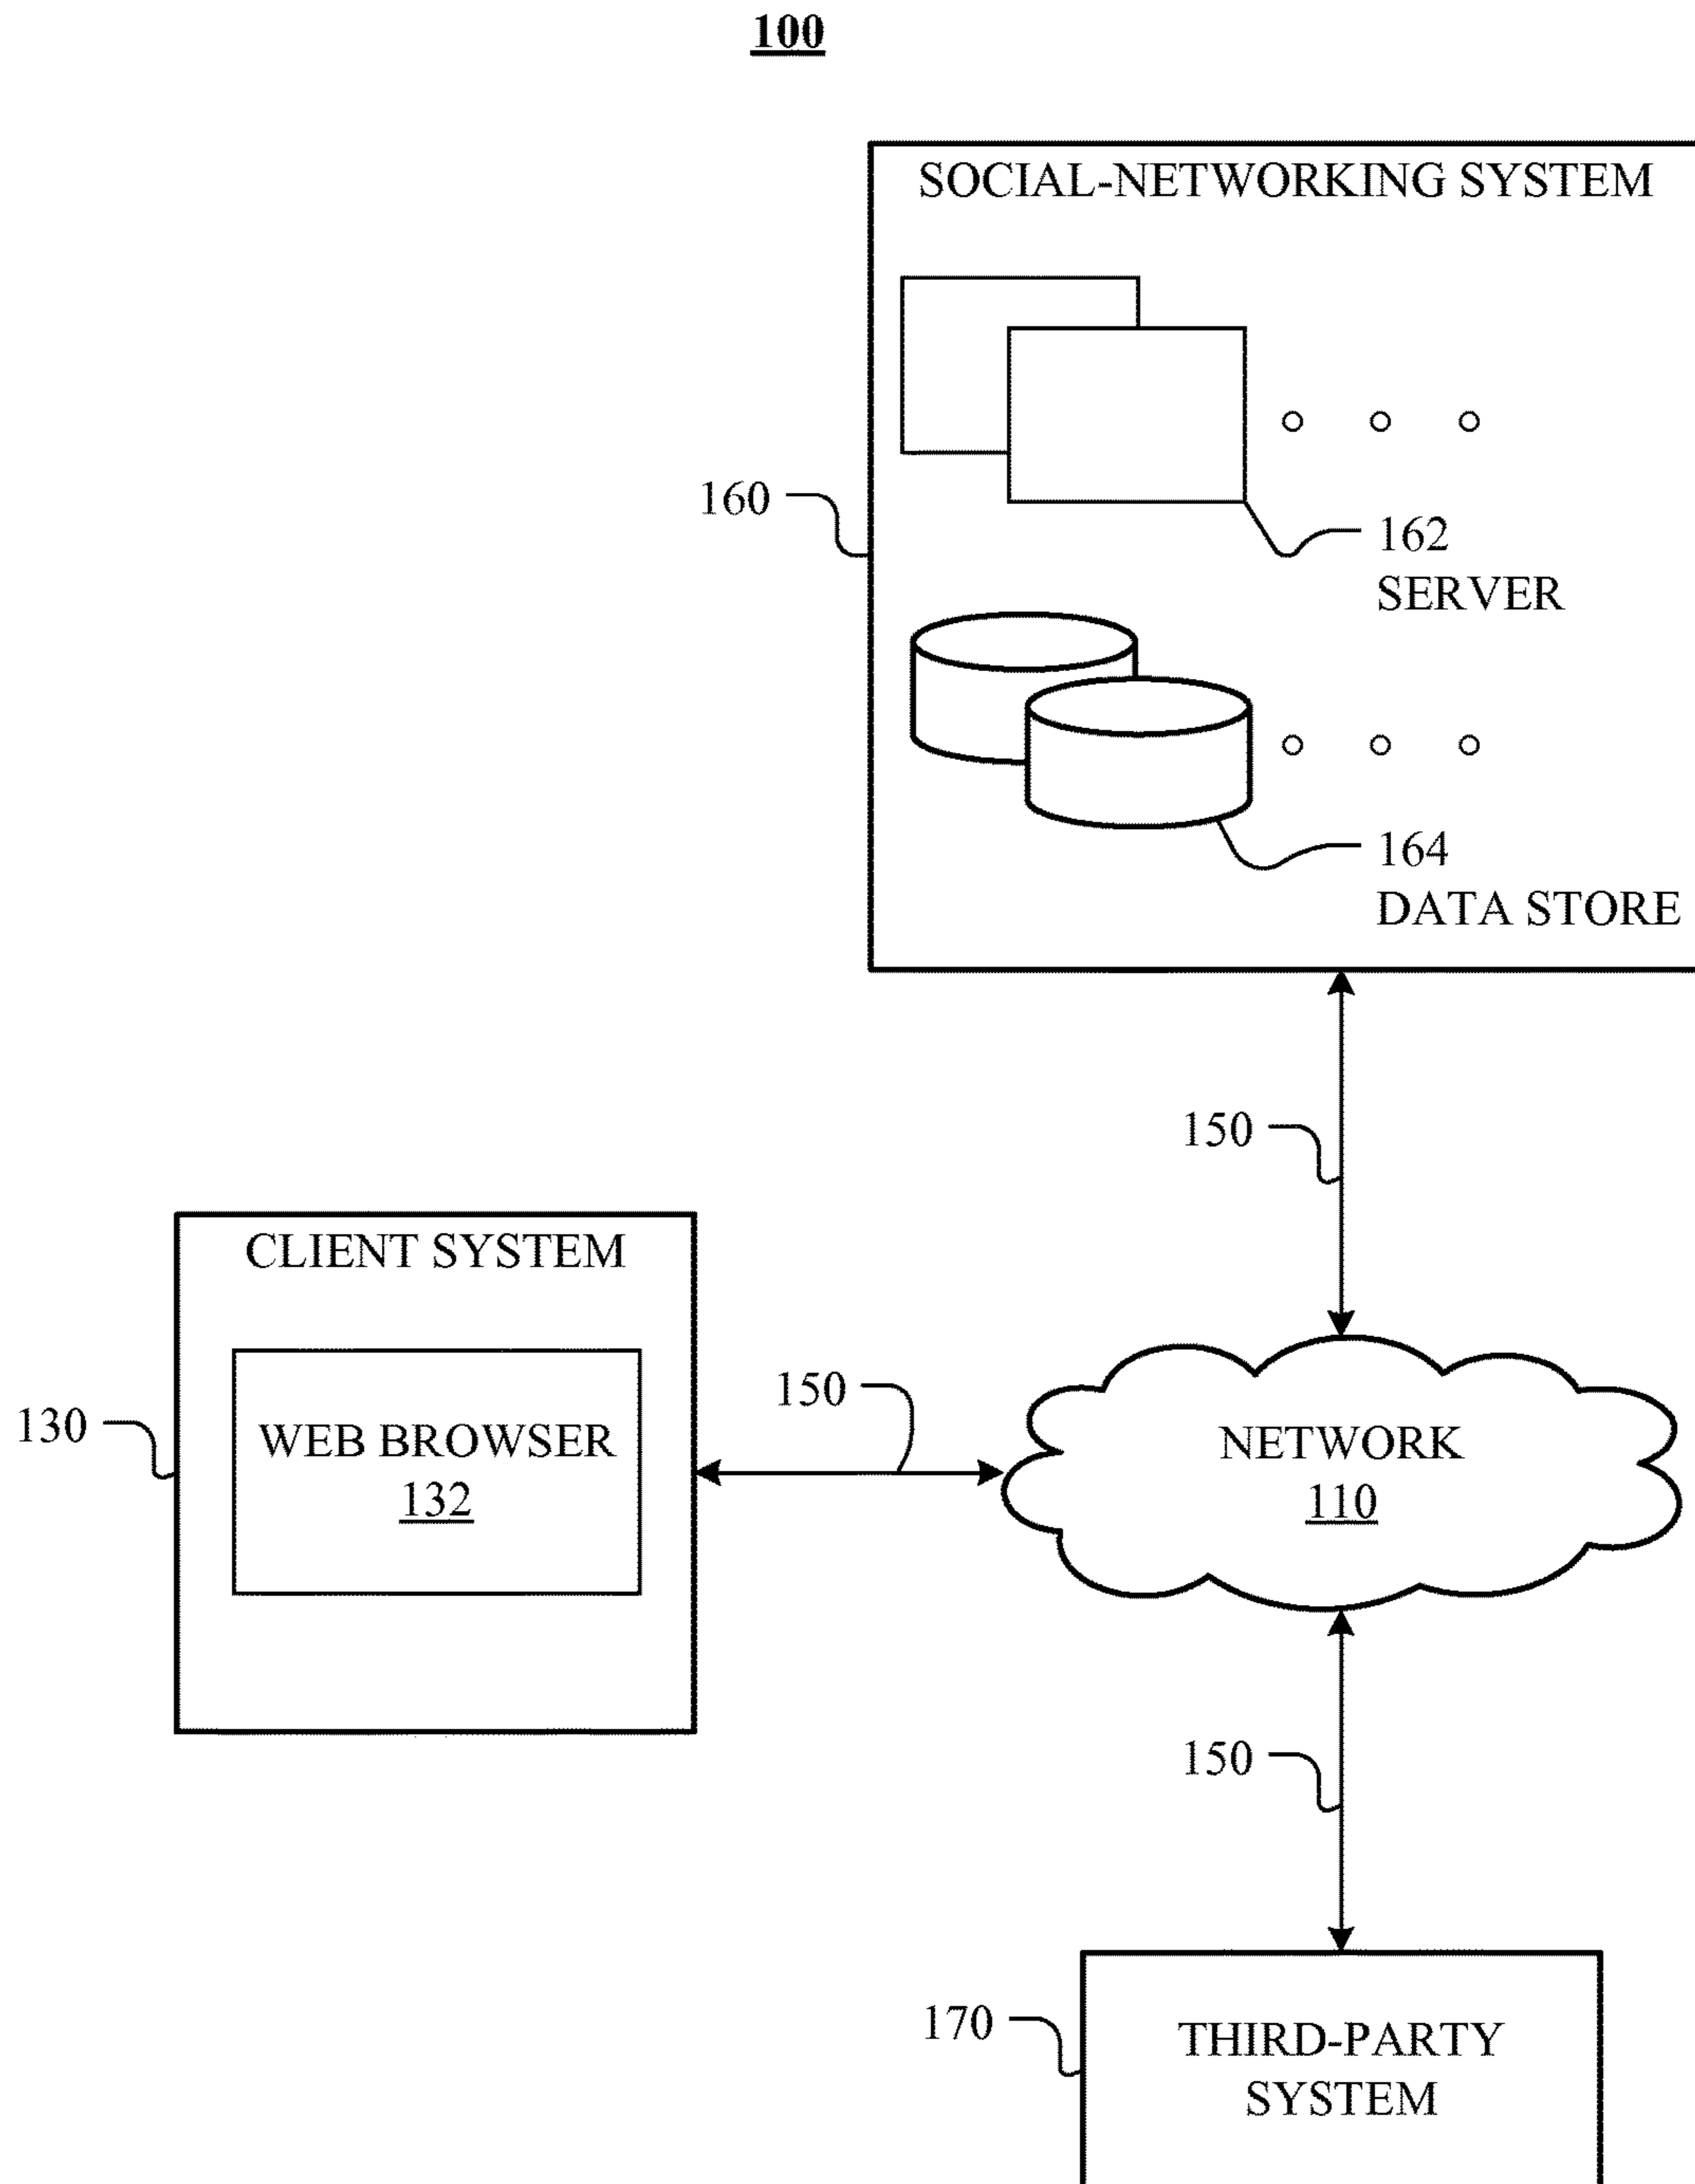 100
SOCIAL-NETWORKING SYSTEM
160
162
SERVER
164
DATA STORE
150
CLIENT SYSTEM
130
WEB BROWSER
132
150
NETWORK
110
150
170
THIRD-PARTY
SYSTEM